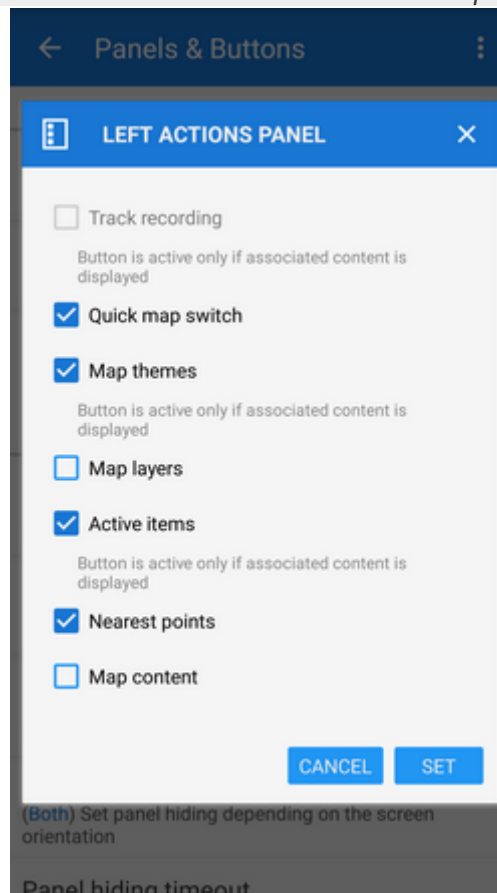 Panels & Buttons
LEFT ACTIONS PANEL
Track recording
Button is active only if associated content is
displayed
Quick map switch
Map themes
Button is active only if associated content is
displayed
Map layers
Active items
Button is active only if associated content is
displayed
Nearest points
Map content
CANCEL SET
(Both) Set panel hiding depending on the screen
orientation
Panel hiding timeout